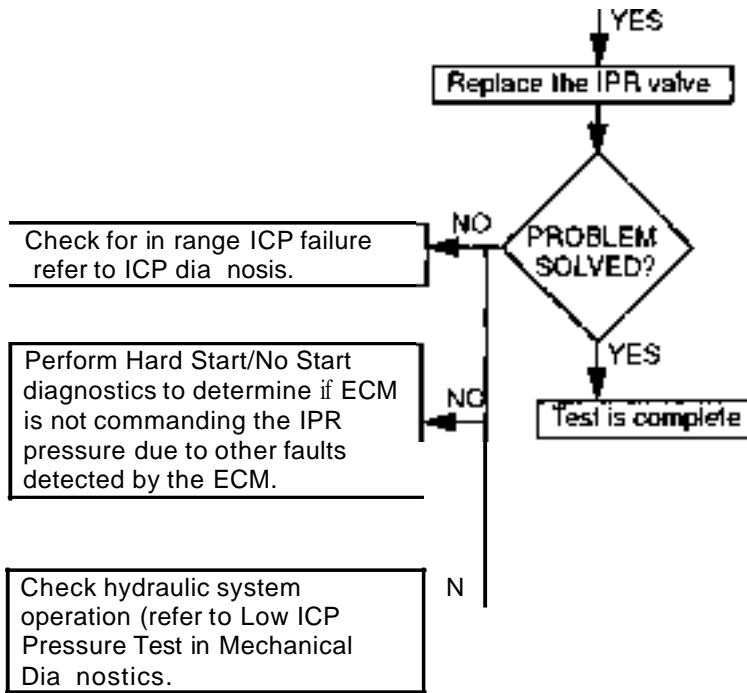 YES
Replace the IPR valve
NO
PROBLEM
SOLVED?
Check for in range ICP failure
refer to ICP dia nosis.
YES
Perform Hard Start/No Start
diagnostics to determine if ECM
is not commanding the IPR
pressure due to other faults
detected by the ECM.
NO
Test is complete
Check hydraulic system
operation (refer to Low ICP
Pressure Test in Mechanical
Dia nostics.
N